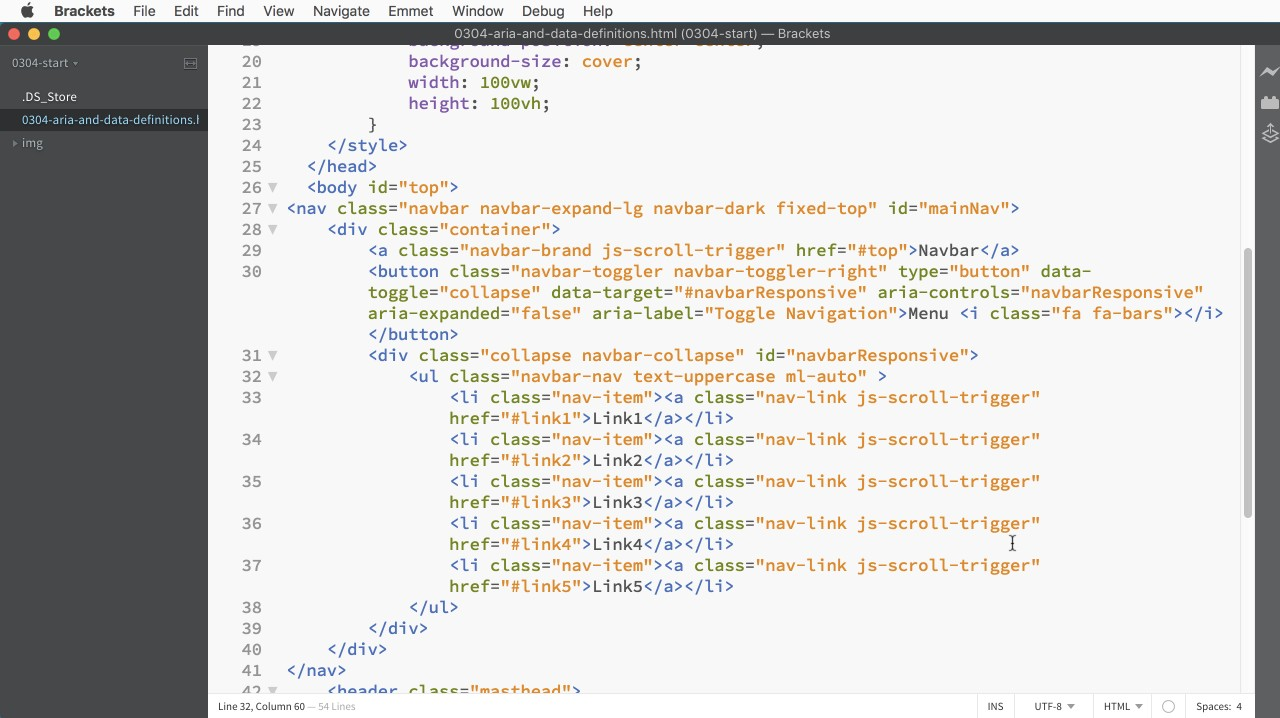 Brackets File Edit Find View Navigate Emmet Window Debug Help
0304-aria-and-data-definitions.html (0304-start) — Brackets
0304-start
.DS_Store
0304-aria-and-data-definitions.h
img
19 background-position: center center;
20 background-size: cover;
21 width: 100vw;
22 height: 100vh;
23 }
24 </style>
25 </head>
26 <body id="top">
27 <nav class="navbar navbar-expand-lg navbar-dark fixed-top" id="mainNav">
28 <div class="container">
29 <a class="navbar-brand js-scroll-trigger" href="#top">Navbar</a>
30 <button class="navbar-toggler navbar-toggler-right" type="button" data-
toggle="collapse" data-target="#navbarResponsive" aria-controls="navbarResponsive"
aria-expanded="false" aria-label="Toggle Navigation">Menu <i class="fa fa-bars"></i>
</button>
31 <div class="collapse navbar-collapse" id="navbarResponsive">
32 <ul class="navbar-nav text-uppercase ml-auto" >
33 <li class="nav-item"><a class="nav-link js-scroll-trigger"
href="#link1">Link1</a></li>
34 <li class="nav-item"><a class="nav-link js-scroll-trigger"
href="#link2">Link2</a></li>
35 <li class="nav-item"><a class="nav-link js-scroll-trigger"
href="#link3">Link3</a></li>
36 <li class="nav-item"><a class="nav-link js-scroll-trigger"
href="#link4">Link4</a></li>
37 <li class="nav-item"><a class="nav-link js-scroll-trigger"
href="#link5">Link5</a></li>
38 </ul>
39 </div>
40 </div>
41 </nav>
42 <header class="masthead">
Line 32, Column 60 — 54 Lines INS UTF-8 HTML Spaces: 4